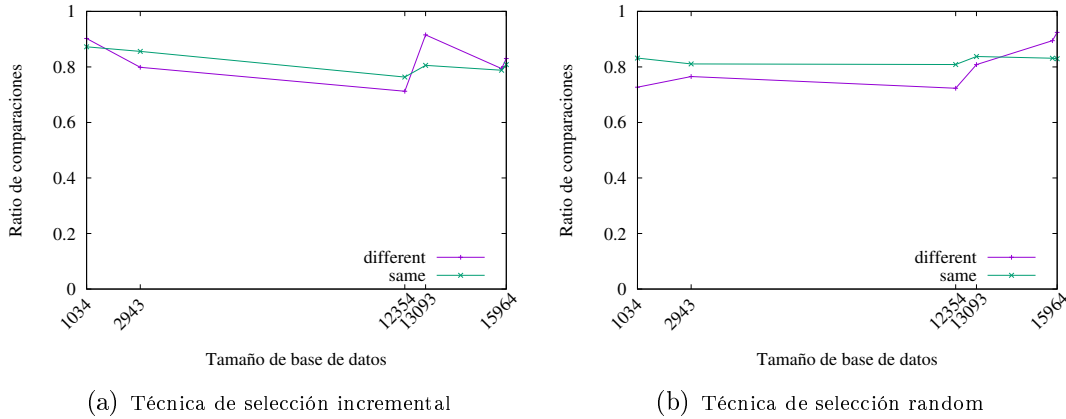 1
0.8
0.6
0.4
0.2
0
Ratio de comparaciones
different
same
1034
2943
12354
13093
15964
Tamaño de base de datos
(a) Técnica de selección incremental
1
0.8
0.6
0.4
0.2
0
Ratio de comparaciones
different
same
1034
2943
12354
13093
15964
Tamaño de base de datos
(b) Técnica de selección random